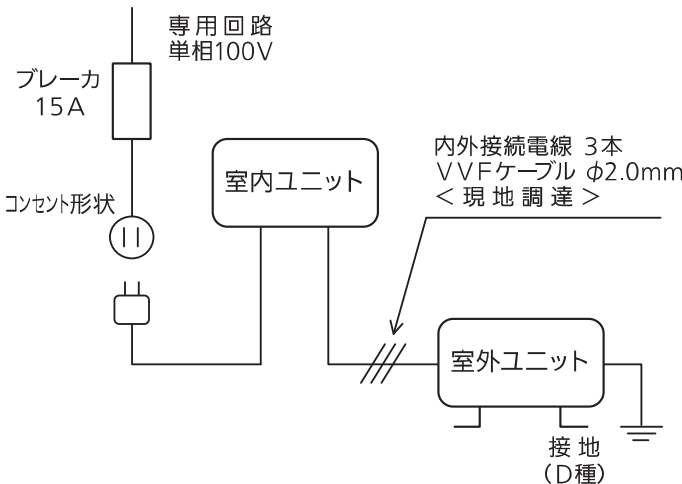 専用回路
単相100V
ブレーカ
15A
内外接続電線 3本
VVFケーブル φ2.0mm
<現地調達>
室内ユニット
コンセント形状
室外ユニット
接地
(D種)